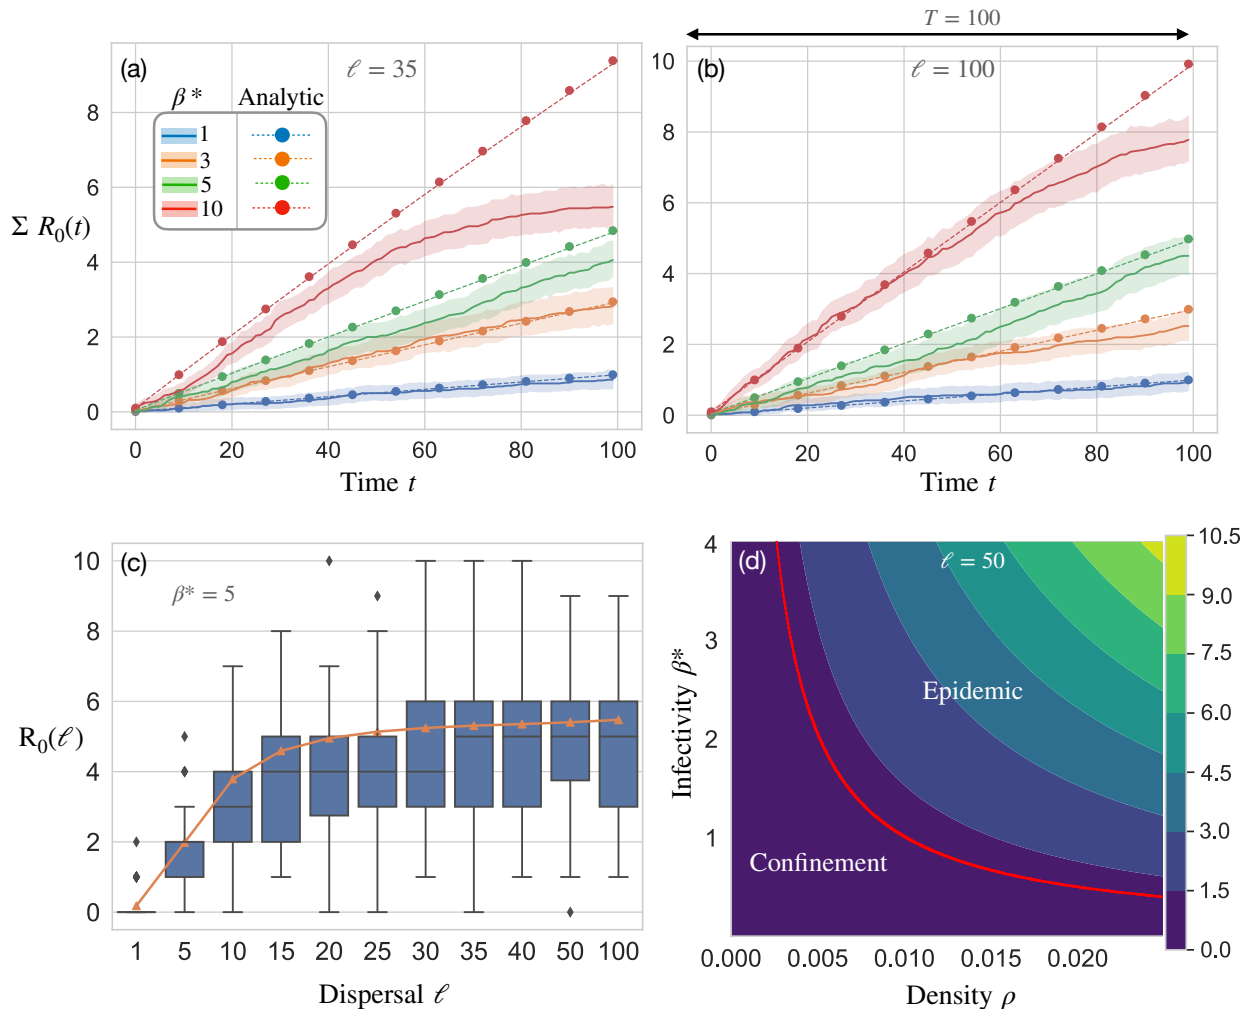 T = 100
(a)
ℓ = 35
(b)
ℓ = 100
β* Analytic
1
3
5
10
Σ R₀(t)
8
6
4
2
0
0 20 40 60 80 100
Time t
10
8
6
4
2
0
0 20 40 60 80 100
Time t
(c)
β* = 5
R₀(ℓ)
10
8
6
4
2
0
1 5 10 15 20 25 30 35 40 50 100
Dispersal ℓ
(d)
ℓ = 50
Epidemic
Confinement
Infectivity β*
4
3
2
1
0.000 0.005 0.010 0.015 0.020
Density ρ
10.5
9.0
7.5
6.0
4.5
3.0
1.5
0.0